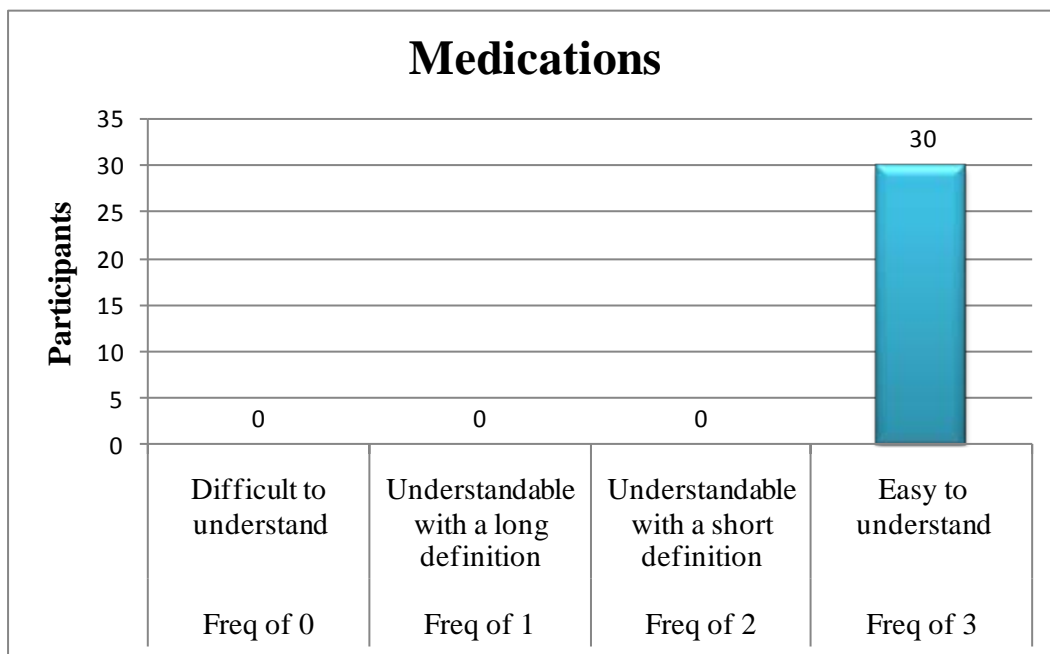 Medications
Participants
35
30
25
20
15
10
5
0
0
0
0
30
Difficult to
understand
Understandable
with a long
definition
Understandable
with a short
definition
Easy to
understand
Freq of 0
Freq of 1
Freq of 2
Freq of 3